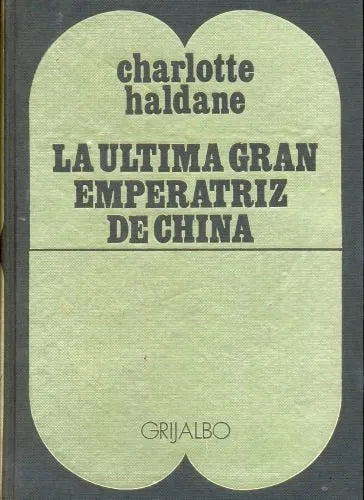 charlotte
haldane
LA ULTIMA GRAN
EMPERATRIZ
DE CHINA
GRIJALBO